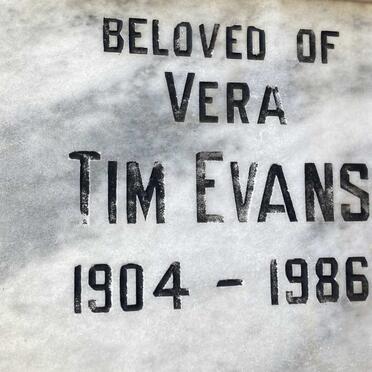 BELOVED OF
VERA
TIM EVANS
1904 - 1986